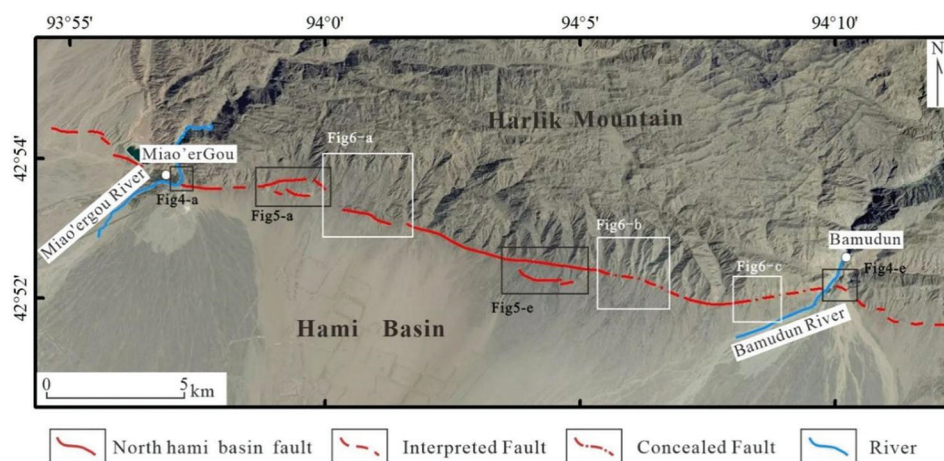 93°55'
94°0'
94°5'
94°10'
N
42°54'
42°52'
Harlik Mountain
Fig6-a
Miao'erGou
Miao'ergou River
Fig4-a
Fig5-a
Fig6-b
Bamudun
Fig6-c
Fig4-e
Fig5-e
Hami Basin
Bamudun River
0 5
km
North hami basin fault
Interpreted Fault
Concealed Fault
River